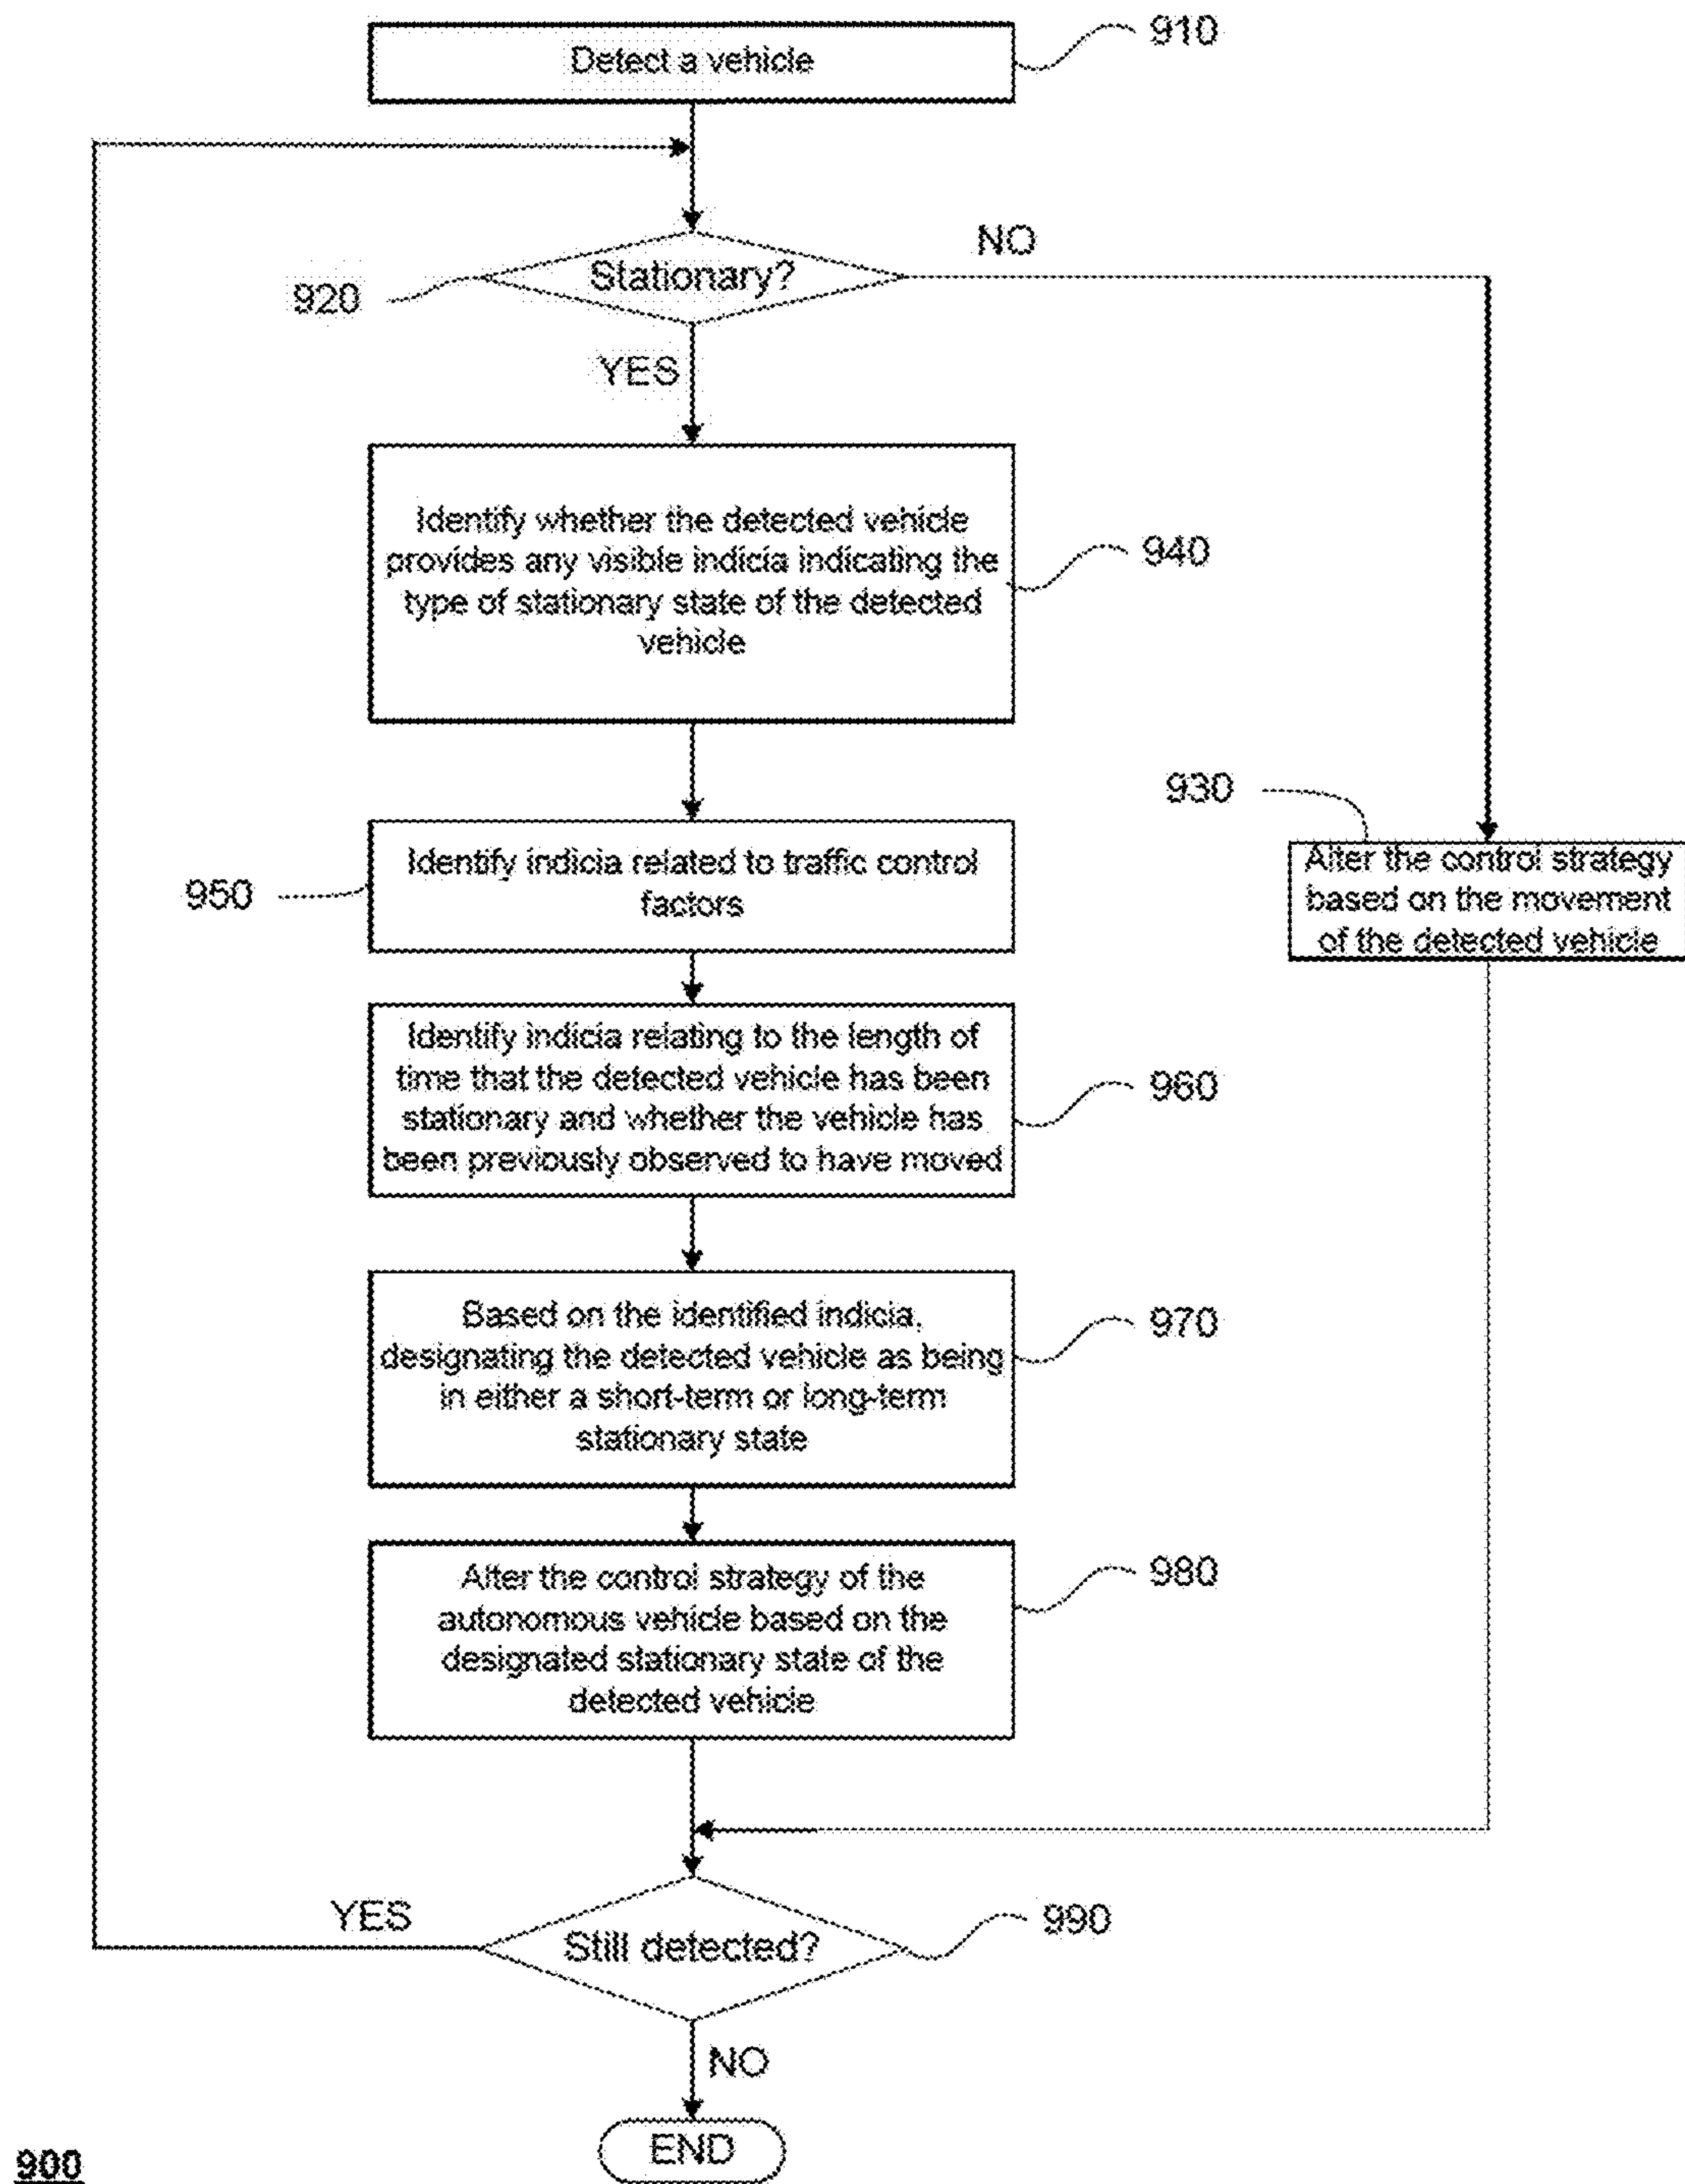 910
Detect a vehicle
NO
Stationary?
920
YES
Identify whether the detected vehicle
provides any visible indicia indicating the
type of stationary state of the detected
vehicle
940
930
Alter the control strategy
based on the movement
of the detected vehicle
Identify indicia related to traffic control
factors
950
Identify indicia relating to the length of
time that the detected vehicle has been
stationary and whether the vehicle has
been previously observed to have moved
960
Based on the identified indicia,
designating the detected vehicle as being
in either a short-term or long-term
stationary state
970
Alter the control strategy of the
autonomous vehicle based on the
designated stationary state of the
detected vehicle
980
YES
Still detected?
990
NO
END
900